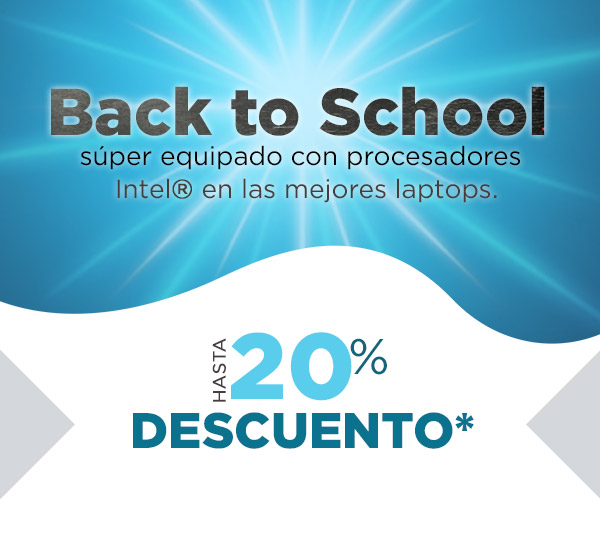 Back to School
súper equipado con procesadores
Intel® en las mejores laptops.
HASTA 20%
DESCUENTO*